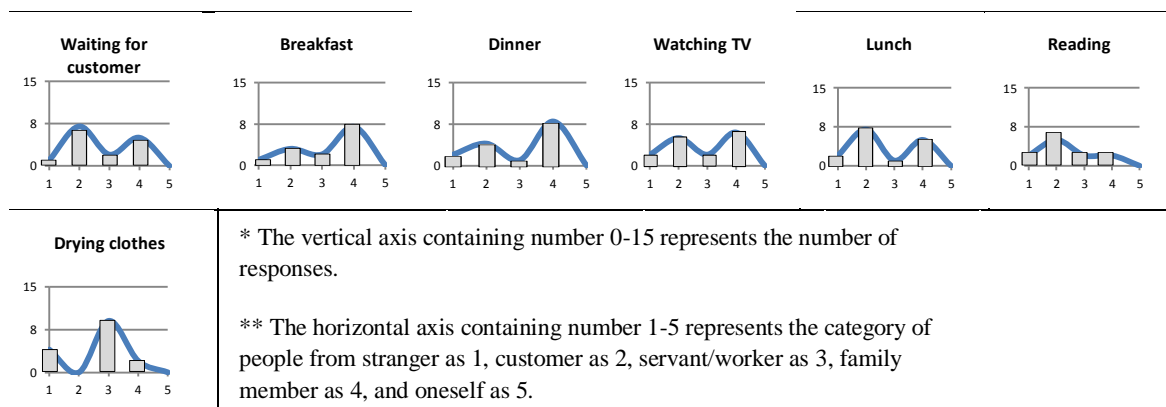 Waiting for
customer
15
8
0
1 2 3 4 5
Breakfast
15
8
0
1 2 3 4 5
Dinner
15
8
0
1 2 3 4 5
Watching TV
15
8
0
1 2 3 4 5
Lunch
15
8
0
1 2 3 4 5
Reading
15
8
0
1 2 3 4 5
Drying clothes
15
8
0
1 2 3 4 5
* The vertical axis containing number 0-15 represents the number of
responses.
** The horizontal axis containing number 1-5 represents the category of
people from stranger as 1, customer as 2, servant/worker as 3, family
member as 4, and oneself as 5.